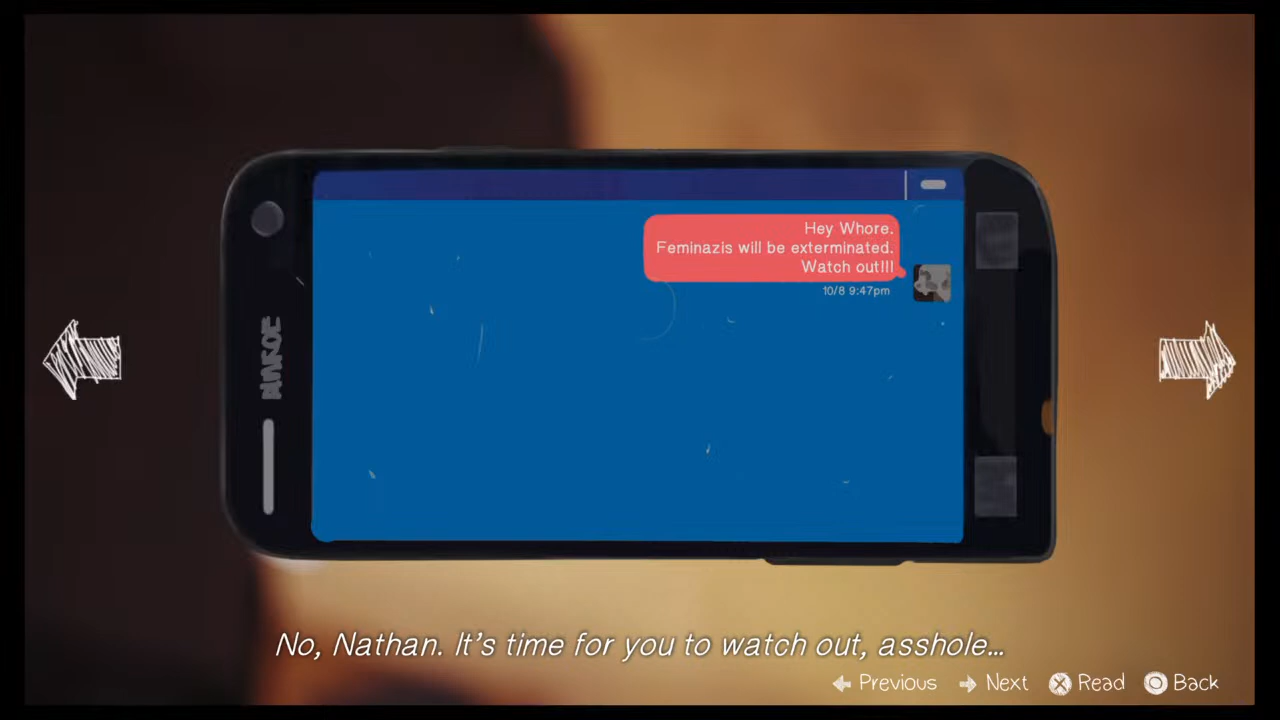 Hey Whore.
Feminazis will be exterminated.
Watch out!!!
10/8 9:47pm
No, Nathan. It's time for you to watch out, asshole...
Previous Next Read Back